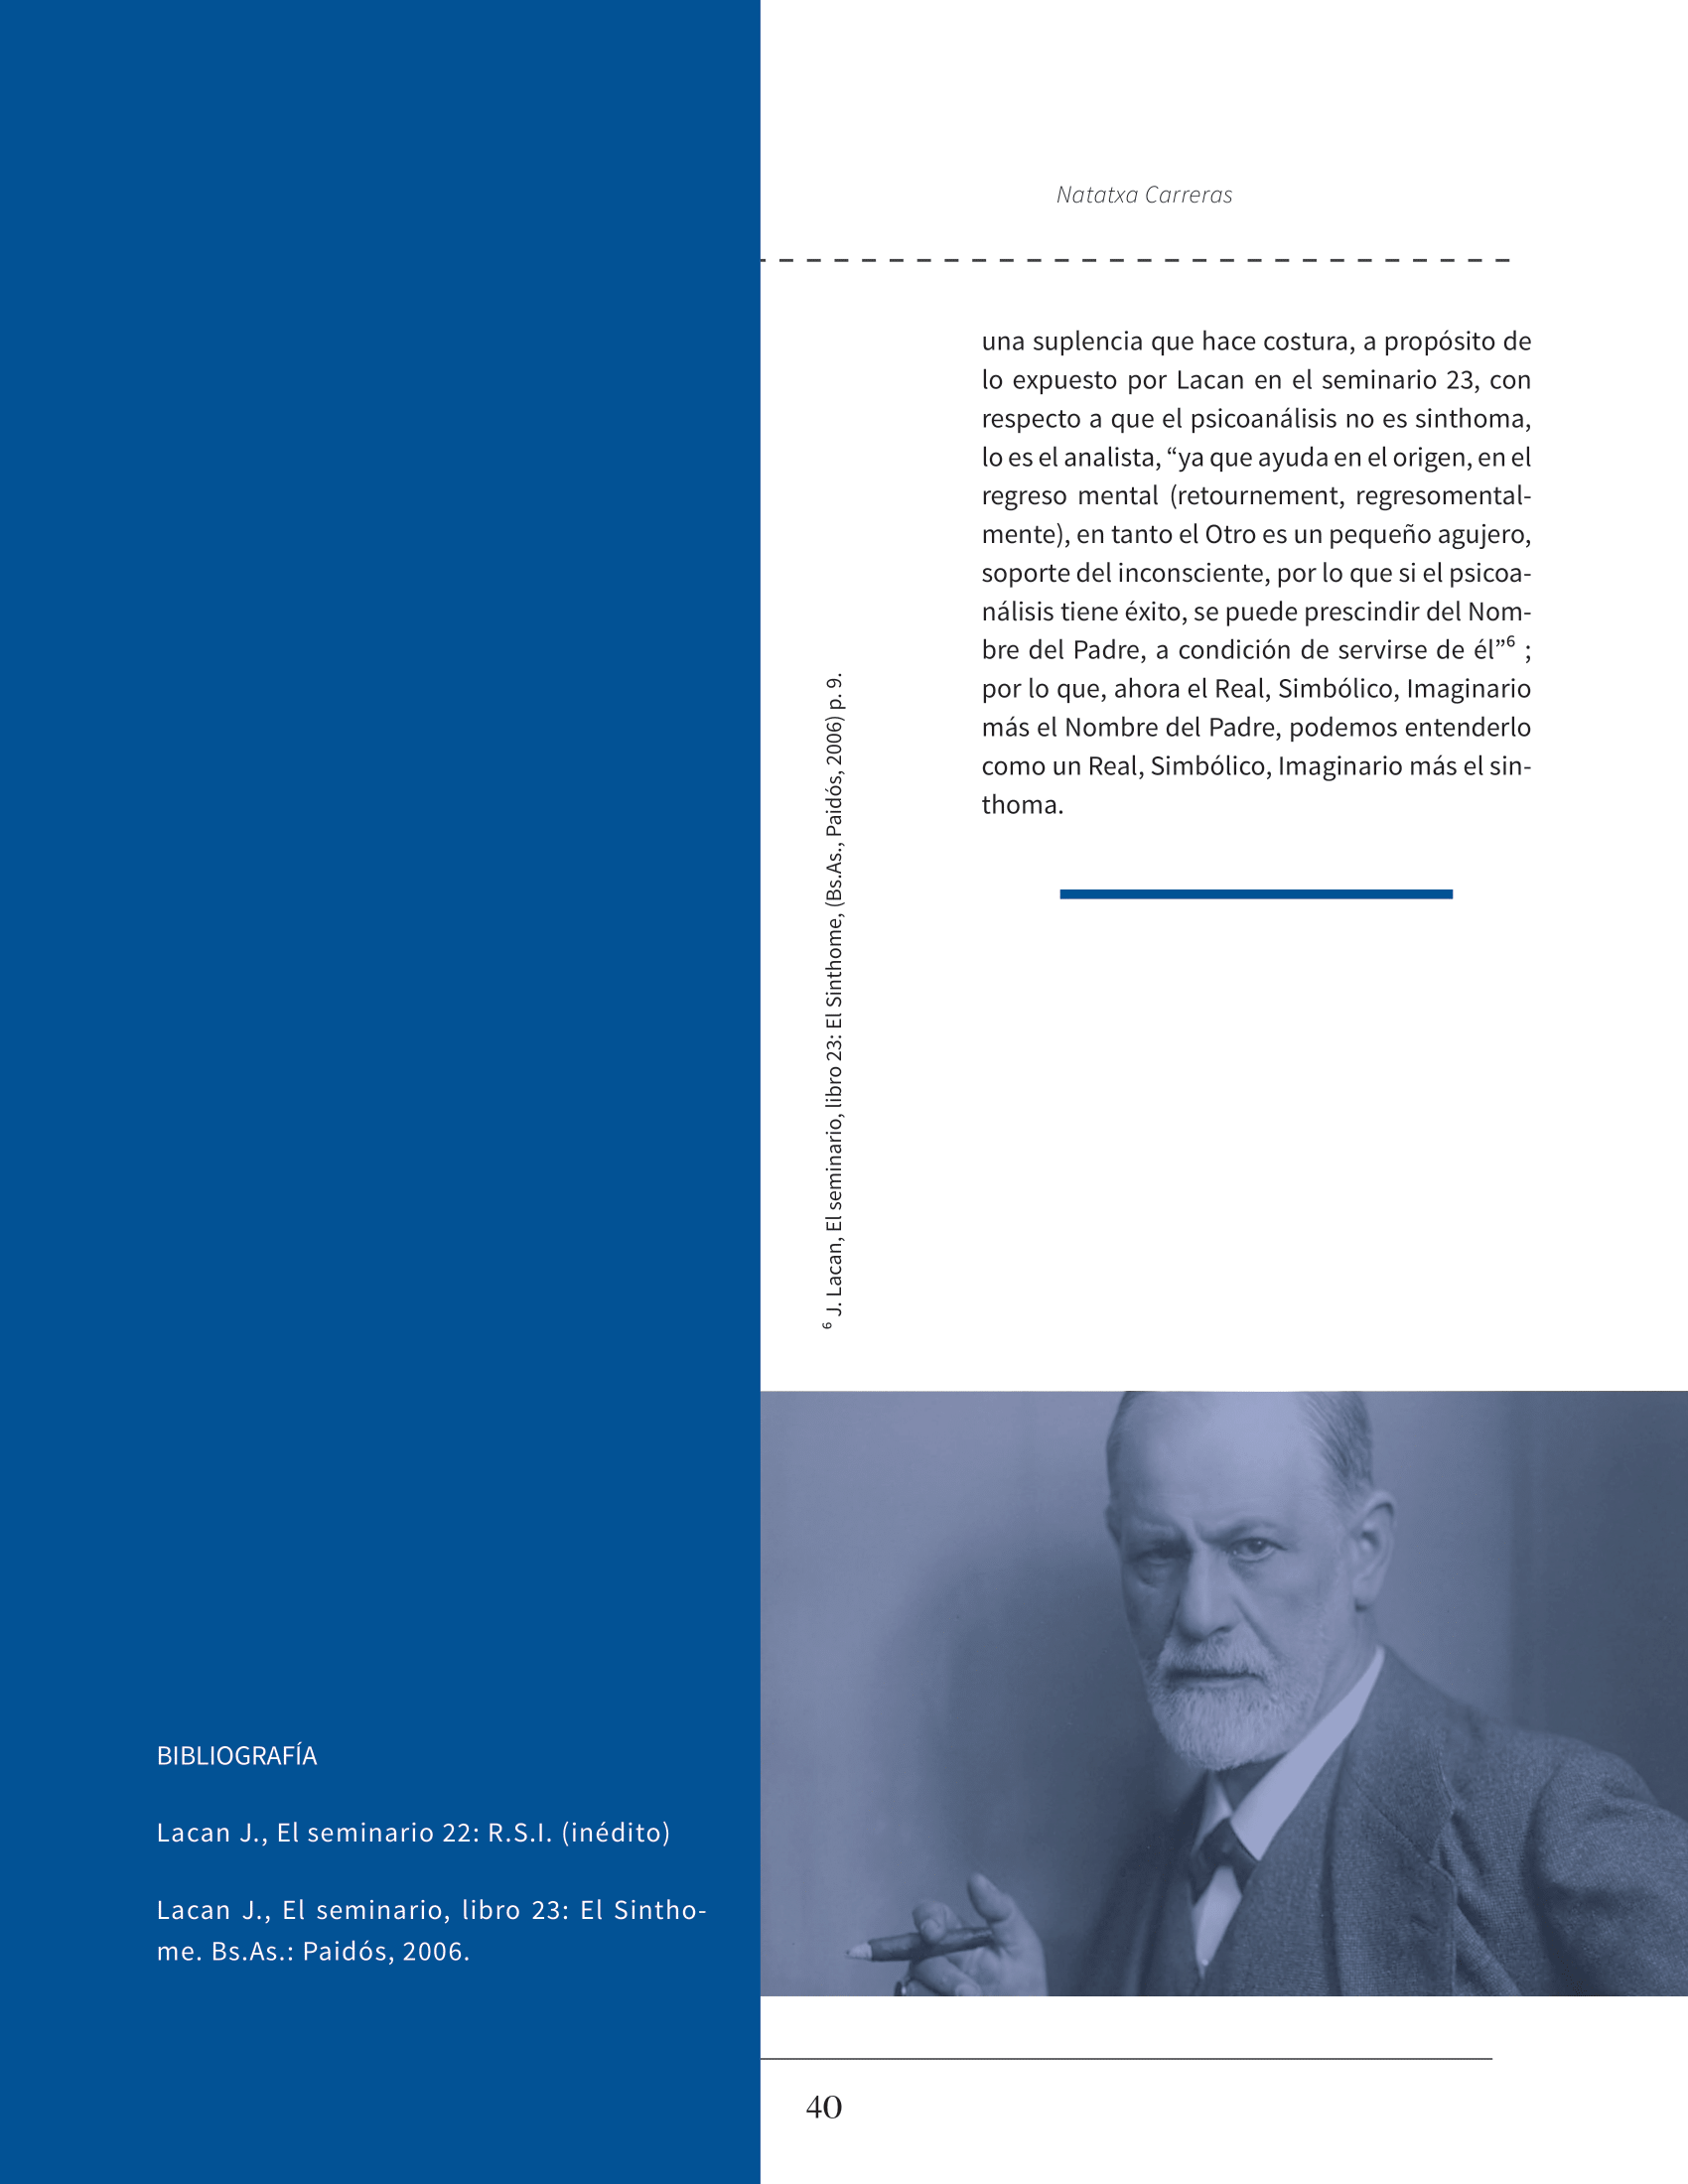 Natatxa Carreras
una suplencia que hace costura, a propósito de
lo expuesto por Lacan en el seminario 23, con
respecto a que el psicoanálisis no es sinthoma,
lo es el analista, “ya que ayuda en el origen, en el
regreso mental (retournement, regresomental-
mente), en tanto el Otro es un pequeño agujero,
soporte del inconsciente, por lo que si el psicoa-
nálisis tiene éxito, se puede prescindir del Nom-
bre del Padre, a condición de servirse de él”⁶ ;
por lo que, ahora el Real, Simbólico, Imaginario
más el Nombre del Padre, podemos entenderlo
como un Real, Simbólico, Imaginario más el sin-
thoma.
⁶ J. Lacan, El seminario, libro 23: El Sinthome, (Bs.As., Paidós, 2006) p. 9.
BIBLIOGRAFÍA
Lacan J., El seminario 22: R.S.I. (inédito)
Lacan J., El seminario, libro 23: El Sintho-
me. Bs.As.: Paidós, 2006.
40